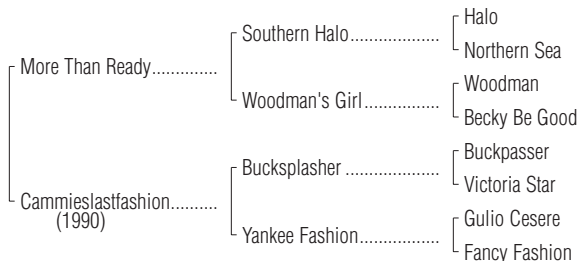 Halo
Southern Halo...................
Northern Sea
More Than Ready.............
Woodman
Woodman's Girl................
Becky Be Good
Buckpasser
Bucksplasher ....................
Victoria Star
Cammieslastfashion..........
(1990)
Gulio Cesere
Yankee Fashion.................
Fancy Fashion